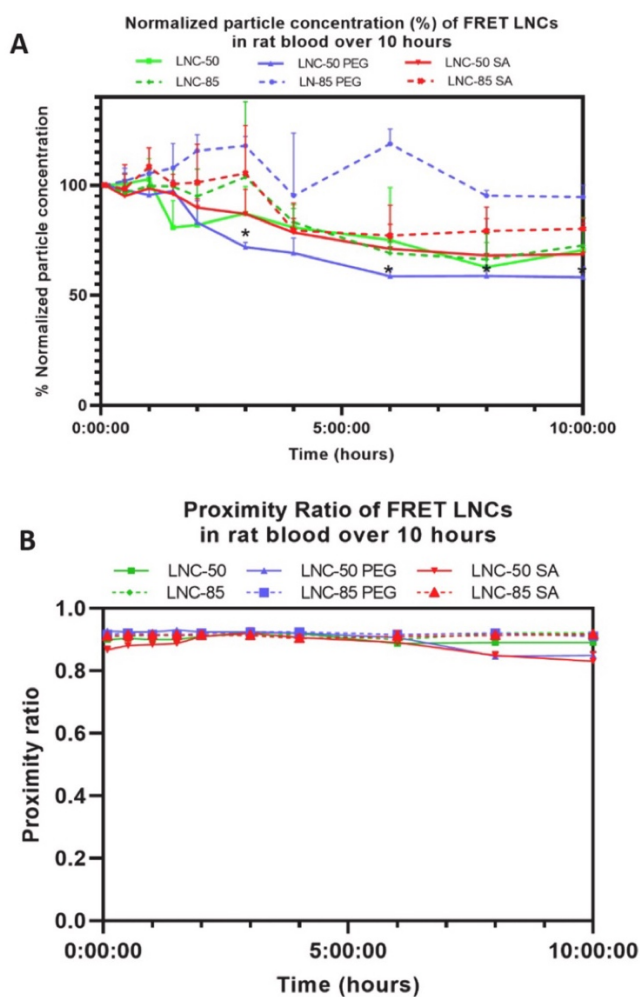 A
Normalized particle concentration (%) of FRET LNCs
in rat blood over 10 hours
LNC-50 LNC-50 PEG LNC-50 SA
LNC-85 LN-85 PEG LNC-85 SA
% Normalized particle concentration
100
50
0
* * * *
0:00:00 5:00:00 10:00:00
Time (hours)
B
Proximity Ratio of FRET LNCs
in rat blood over 10 hours
LNC-50 LNC-50 PEG LNC-50 SA
LNC-85 LNC-85 PEG LNC-85 SA
Proximity ratio
1.0
0.8
0.6
0.4
0.2
0.0
0:00:00 5:00:00 10:00:00
Time (hours)